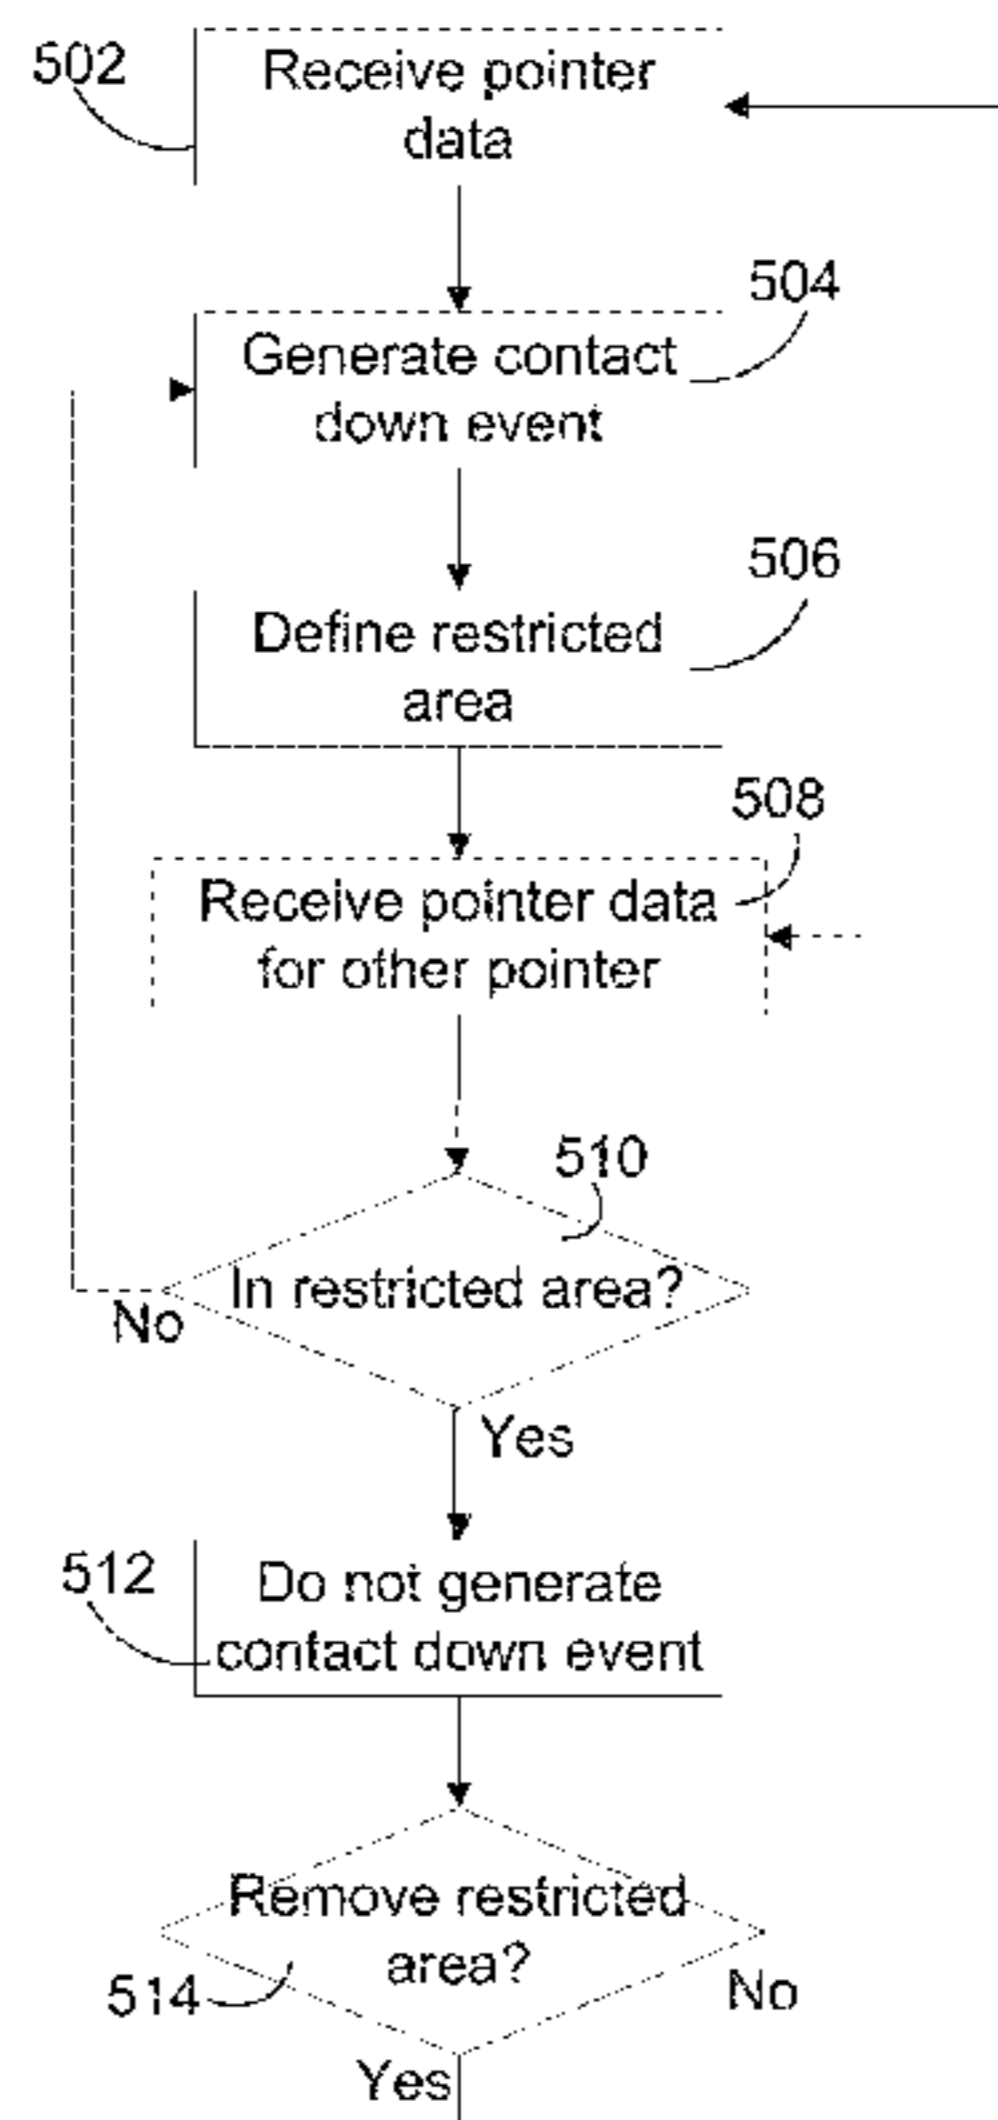 502
Receive pointer
data
504
Generate contact
down event
506
Define restricted
area
508
Receive pointer data
for other pointer
510
In restricted area?
No
Yes
512
Do not generate
contact down event
Remove restricted
area?
514
No
Yes